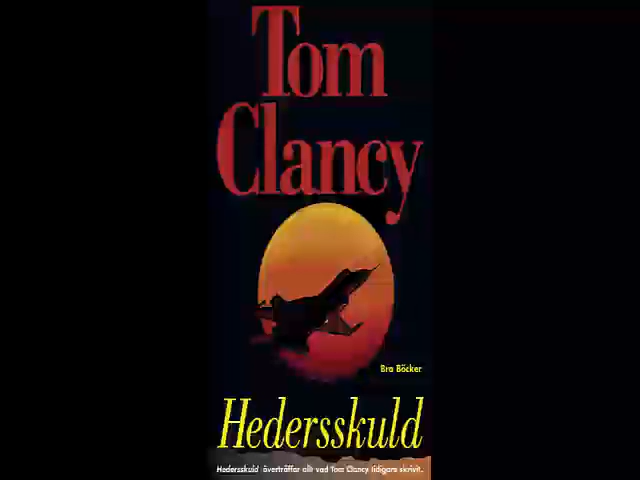 Tom
Clancy
Bra Böcker
Hedersskuld
Hedersskuld överträffar allt vad Tom Clancy tidigare skrivit.